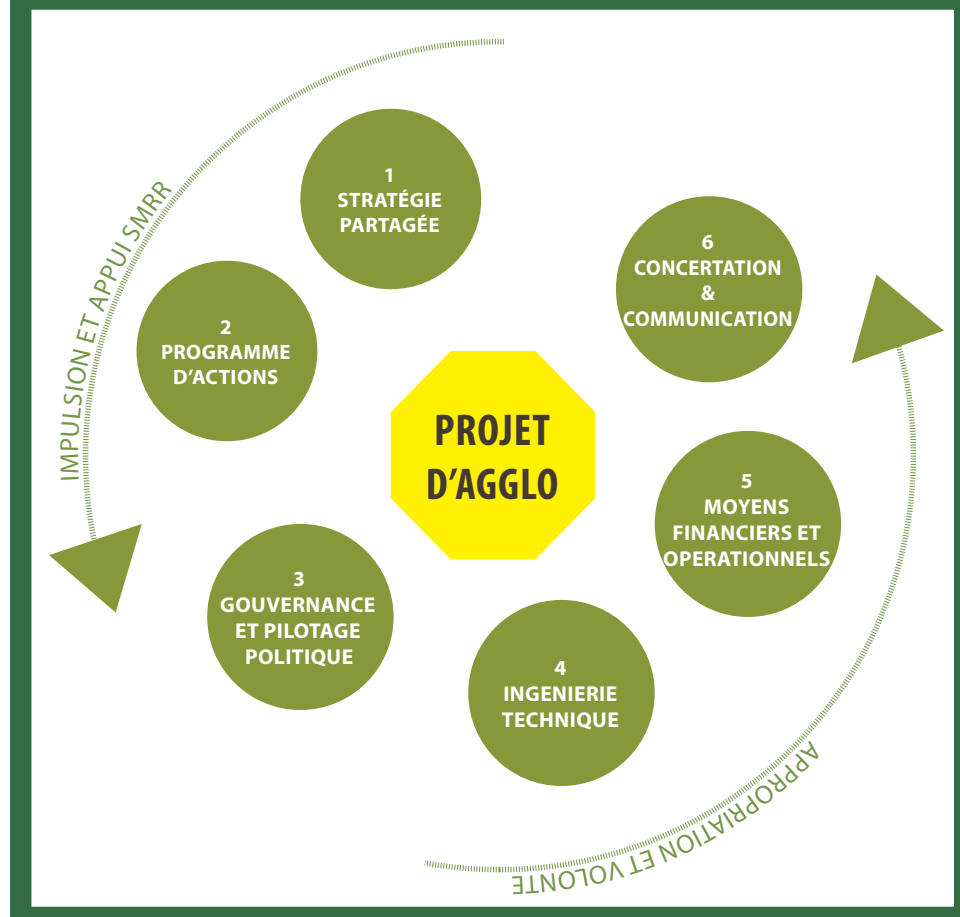 IMPULSION ET APPUI SMRR
1
STRATÉGIE
PARTAGÉE
2
PROGRAMME
D'ACTIONS
3
GOUVERNANCE
ET PILOTAGE
POLITIQUE
4
INGENIERIE
TECHNIQUE
5
MOYENS
FINANCIERS ET
OPERATIONNELS
6
CONCERTATION
&
COMMUNICATION
PROJET
D'AGGLO
APPROPRIATION ET VOLONTE